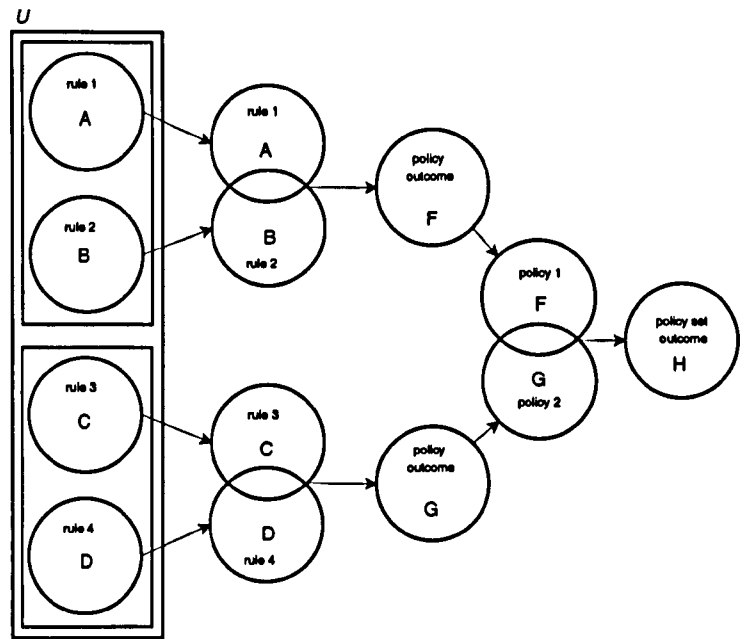 U
rule 1
A
rule 2
B
rule 3
C
rule 4
D
rule 1
A
B
rule 2
rule 3
C
D
rule 4
policy
outcome
F
policy
outcome
G
policy 1
F
G
policy 2
policy set
outcome
H